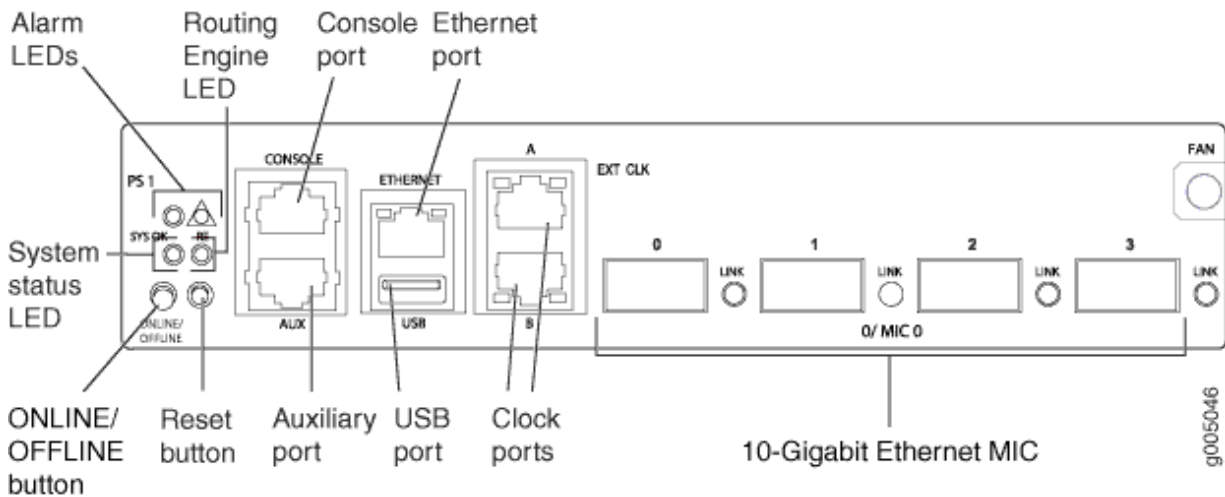 Alarm LEDs
Routing Engine LED
Console port
Ethernet port
PS 1
CONSOLE
ETHERNET
A
EXT CLK
FAN
SYS OK
RE
System status LED
0
1
2
3
LINK
LINK
LINK
LINK
ONLINE/
OFFLINE
AUX
USB
B
0/ MIC 0
ONLINE/ OFFLINE button
Reset button
Auxiliary port
USB port
Clock ports
10-Gigabit Ethernet MIC
g005046